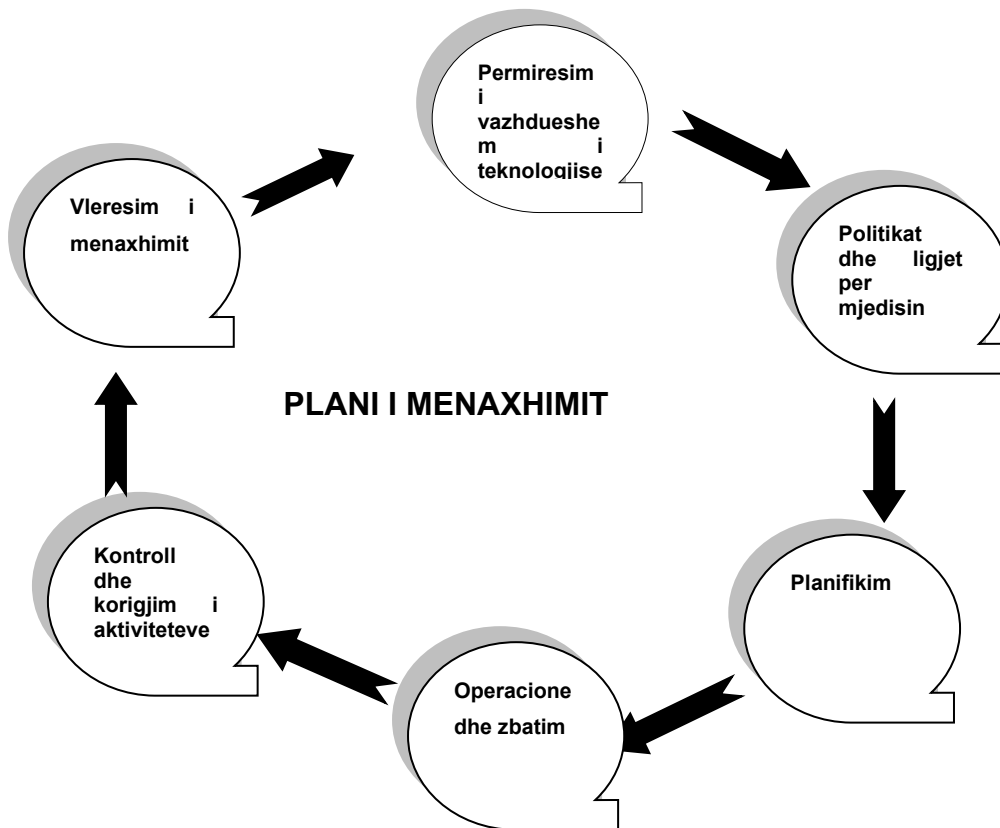 Permiresim
i
vazhdueshe
m i
teknologjise
Vleresim i
menaxhimit
Politikat
dhe ligjet
per
mjedisin
PLANI I MENAXHIMIT
Kontroll
dhe
korigjim i
aktiviteteve
Planifikim
Operacione
dhe zbatim